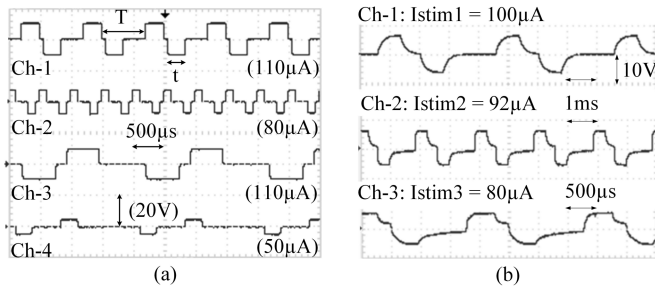 (a)
T
Ch-1
t
(110μA)
Ch-2
(80μA)
500μs
Ch-3
(110μA)
(20V)
Ch-4
(50μA)
(a)
Ch-1: Istim1 = 100μA
10V
Ch-2: Istim2 = 92μA
1ms
Ch-3: Istim3 = 80μA
500μs
(b)
(b)